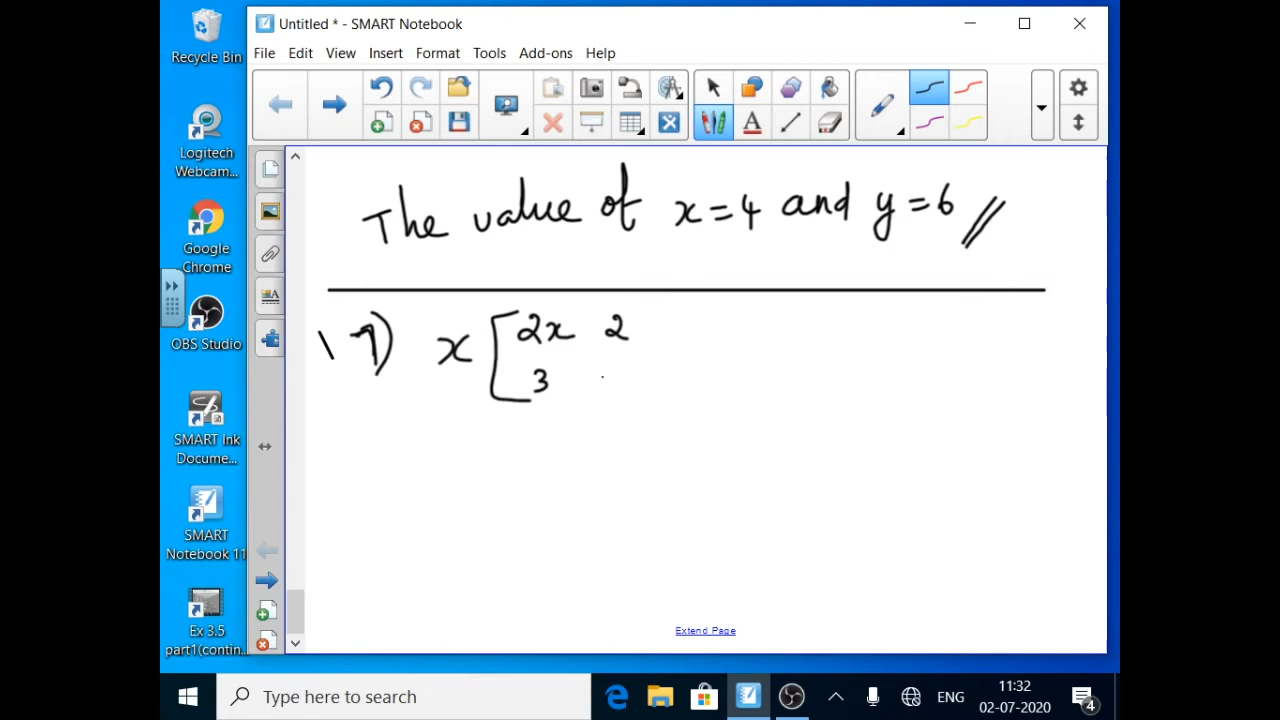 Recycle Bin
Logitech
Webcam...
Google
Chrome
OBS Studio
SMART Ink
Docume...
SMART
Notebook 11
Ex 3.5
part1(contin...
Untitled * - SMART Notebook
File Edit View Insert Format Tools Add-ons Help
The value of x=4 and y=6 //
17) x [ 2x 2
3
Extend Page
Type here to search
ENG
11:32
02-07-2020
4